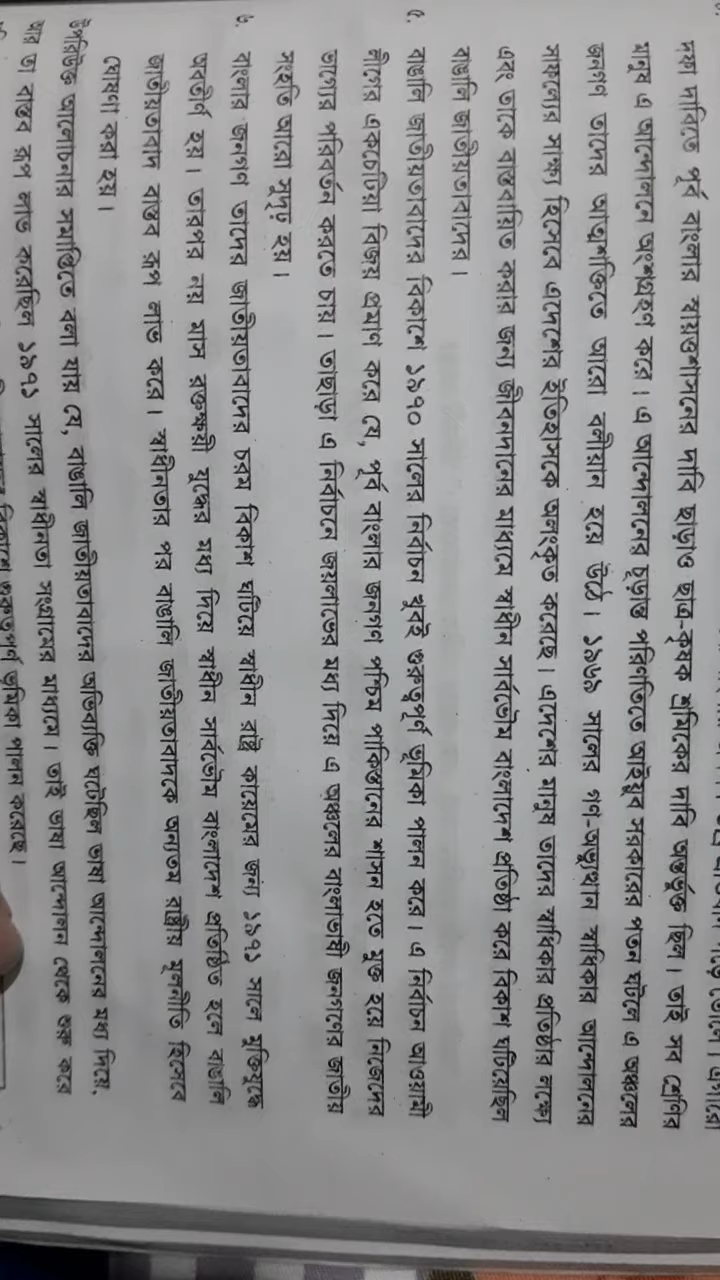 দফা দাবিতে পূর্ব বাংলার স্বায়ত্তশাসনের দাবি ছাড়াও ছাত্র-কৃষক শ্রমিকের দাবি অন্তর্ভুক্ত ছিল। তাই সব শ্রেণির
মানুষ এ আন্দোলনে অংশগ্রহণ করে। এ আন্দোলনের চূড়ান্ত পরিণতিতে আইয়ুব সরকারের পতন ঘটলে এ অঞ্চলের
জনগণ তাদের আত্মশক্তিতে আরো বলীয়ান হয়ে উঠে। ১৯৬৯ সালের গণ-অভ্যুত্থান স্বাধিকার আন্দোলনের
সাফল্যের সাক্ষ্য হিসেবে এদেশের ইতিহাসকে অলংকৃত করেছে। এদেশের মানুষ তাদের স্বাধিকার প্রতিষ্ঠার লক্ষ্যে
এবং তাকে বাস্তবায়িত করার জন্য জীবনদানের মাধ্যমে স্বাধীন সার্বভৌম বাংলাদেশ প্রতিষ্ঠা করে বিকাশ ঘটিয়েছিল
বাঙালি জাতীয়তাবাদের।
৫. বাঙালি জাতীয়তাবাদের বিকাশে ১৯৭০ সালের নির্বাচন খুবই গুরুত্বপূর্ণ ভূমিকা পালন করে। এ নির্বাচন আওয়ামী
লীগের একচেটিয়া বিজয় প্রমাণ করে যে, পূর্ব বাংলার জনগণ পশ্চিম পাকিস্তানের শাসন হতে মুক্ত হয়ে নিজেদের
ভাগ্যের পরিবর্তন করতে চায়। তাছাড়া এ নির্বাচনে জয়লাভের মধ্য দিয়ে এ অঞ্চলের বাংলাভাষী জনগণের জাতীয়
সংহতি আরো সুদৃঢ় হয়।
৬. বাংলার জনগণ তাদের জাতীয়তাবাদের চরম বিকাশ ঘটিয়ে স্বাধীন রাষ্ট্র কায়েমের জন্য ১৯৭১ সালে মুক্তিযুদ্ধে
অবতীর্ণ হয়। তারপর নয় মাস রক্তক্ষয়ী যুদ্ধের মধ্য দিয়ে স্বাধীন সার্বভৌম বাংলাদেশ প্রতিষ্ঠিত হলে বাঙালি
জাতীয়তাবাদ বাস্তব রূপ লাভ করে। স্বাধীনতার পর বাঙালি জাতীয়তাবাদকে অন্যতম রাষ্ট্রীয় মূলনীতি হিসেবে
ঘোষণা করা হয়।
উপরিউক্ত আলোচনার সমাপ্তিতে বলা যায় যে, বাঙালি জাতীয়তাবাদের অভিব্যক্তি ঘটেছিল ভাষা আন্দোলনের মধ্য দিয়ে,
আর তা বাস্তব রূপ লাভ করেছিল ১৯৭১ সালের স্বাধীনতা সংগ্রামের মাধ্যমে। তাই ভাষা আন্দোলন থেকে শুরু করে
বিকাশে গুরুত্বপূর্ণ ভূমিকা পালন করেছে।